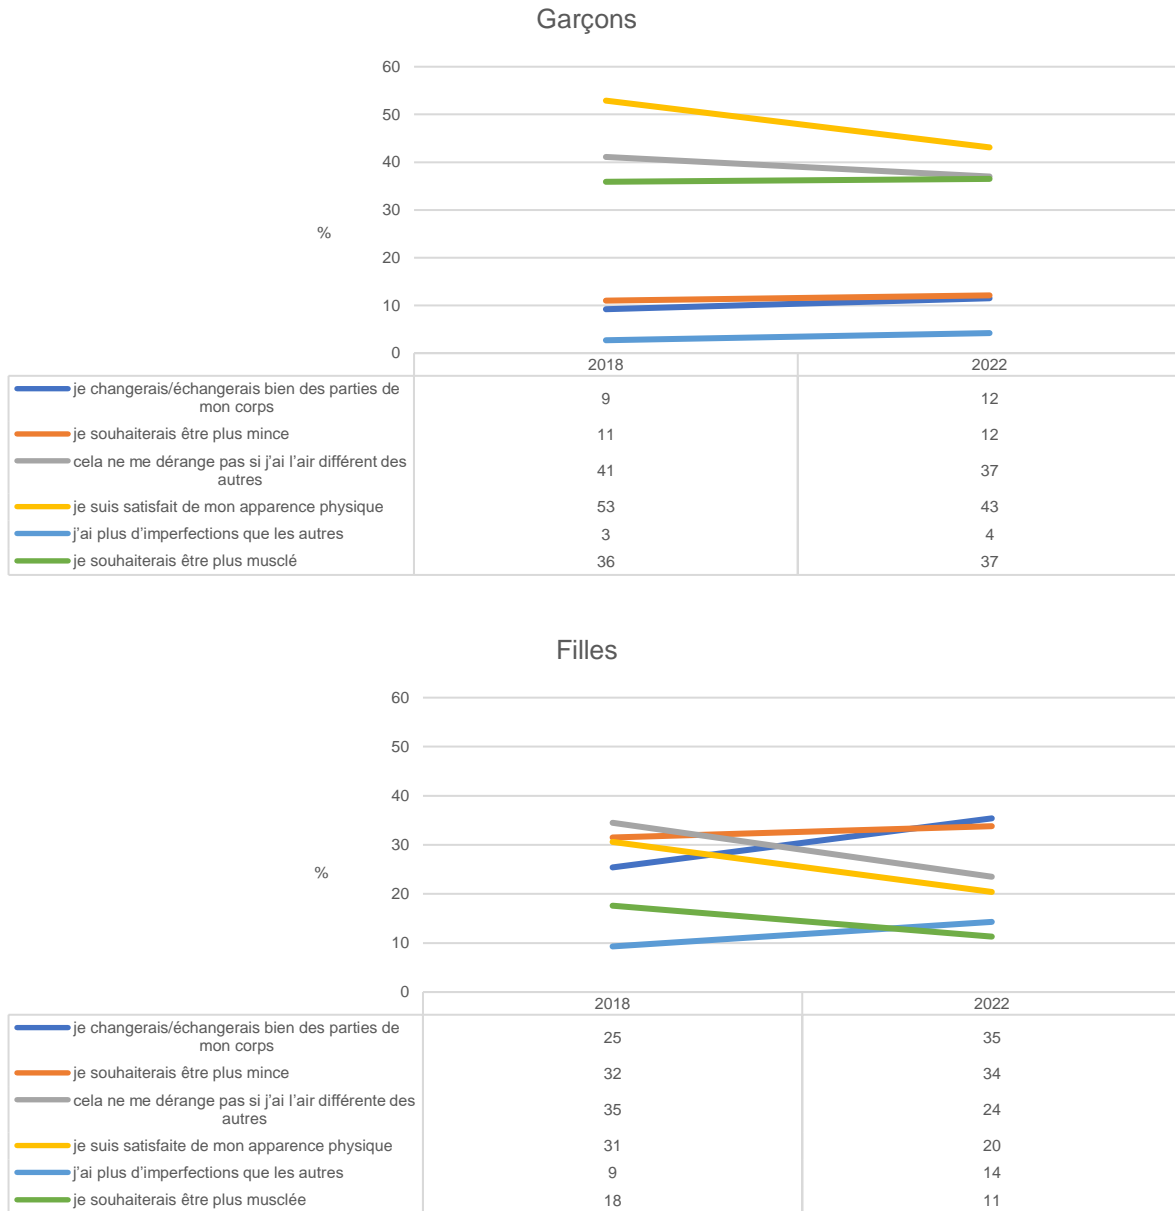 Garçons
60
50
40
30
%
20
10
0
2018 2022
je changerais/échangerais bien des parties de
mon corps
9 12
je souhaiterais être plus mince 11 12
cela ne me dérange pas si j'ai l'air différent des
autres
41 37
je suis satisfait de mon apparence physique 53 43
j'ai plus d'imperfections que les autres 3 4
je souhaiterais être plus musclé 36 37
Filles
60
50
40
30
%
20
10
0
2018 2022
je changerais/échangerais bien des parties de
mon corps
25 35
je souhaiterais être plus mince 32 34
cela ne me dérange pas si j'ai l'air différente des
autres
35 24
je suis satisfaite de mon apparence physique 31 20
j'ai plus d'imperfections que les autres 9 14
je souhaiterais être plus musclée 18 11